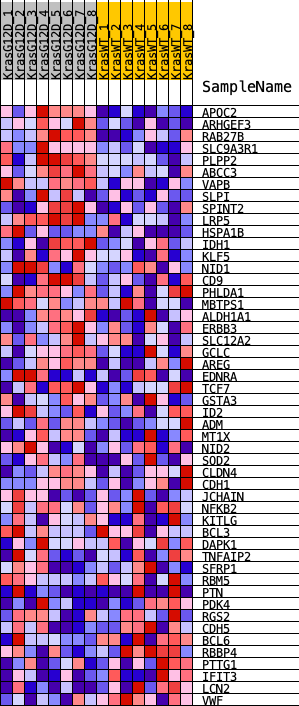 KrasG12D_1
KrasG12D_2
KrasG12D_3
KrasG12D_4
KrasG12D_5
KrasG12D_6
KrasG12D_7
KrasG12D_8
KrasWT_1
KrasWT_2
KrasWT_3
KrasWT_4
KrasWT_5
KrasWT_6
KrasWT_7
KrasWT_8
SampleName
APOC2
ARHGEF3
RAB27B
SLC9A3R1
PLPP2
ABCC3
VAPB
SLPI
SPINT2
LRP5
HSPA1B
IDH1
KLF5
NID1
CD9
PHLDA1
MBTPS1
ALDH1A1
ERBB3
SLC12A2
GCLC
AREG
EDNRA
TCF7
GSTA3
ID2
ADM
MT1X
NID2
SOD2
CLDN4
CDH1
JCHAIN
NFKB2
KITLG
BCL3
DAPK1
TNFAIP2
SFRP1
RBM5
PTN
PDK4
RGS2
CDH5
BCL6
RBBP4
PTTG1
IFIT3
LCN2
VWF